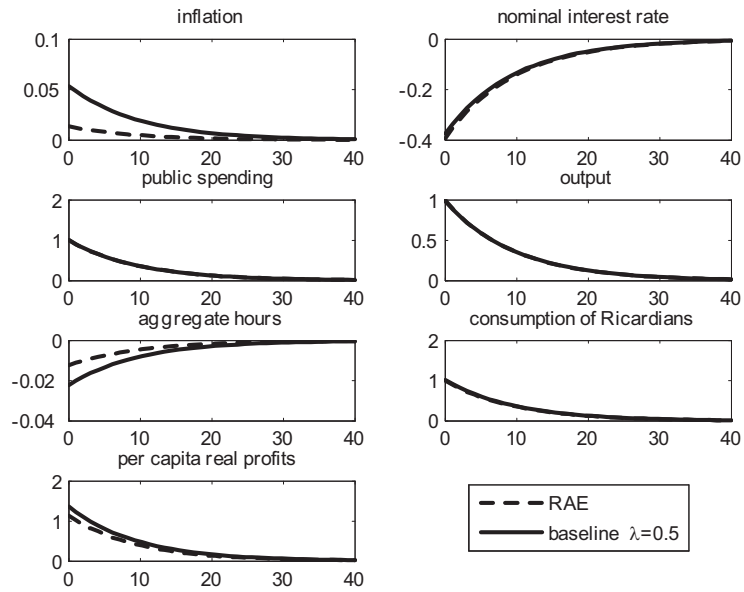 inflation
0.1
0.05
0
0 10 20 30 40
nominal interest rate
0
-0.2
-0.4
0 10 20 30 40
public spending
2
1
0
0 10 20 30 40
output
1
0.5
0
0 10 20 30 40
aggregate hours
0
-0.02
-0.04
0 10 20 30 40
consumption of Ricardians
2
1
0
0 10 20 30 40
per capita real profits
2
1
0
0 10 20 30 40
RAE
baseline λ=0.5